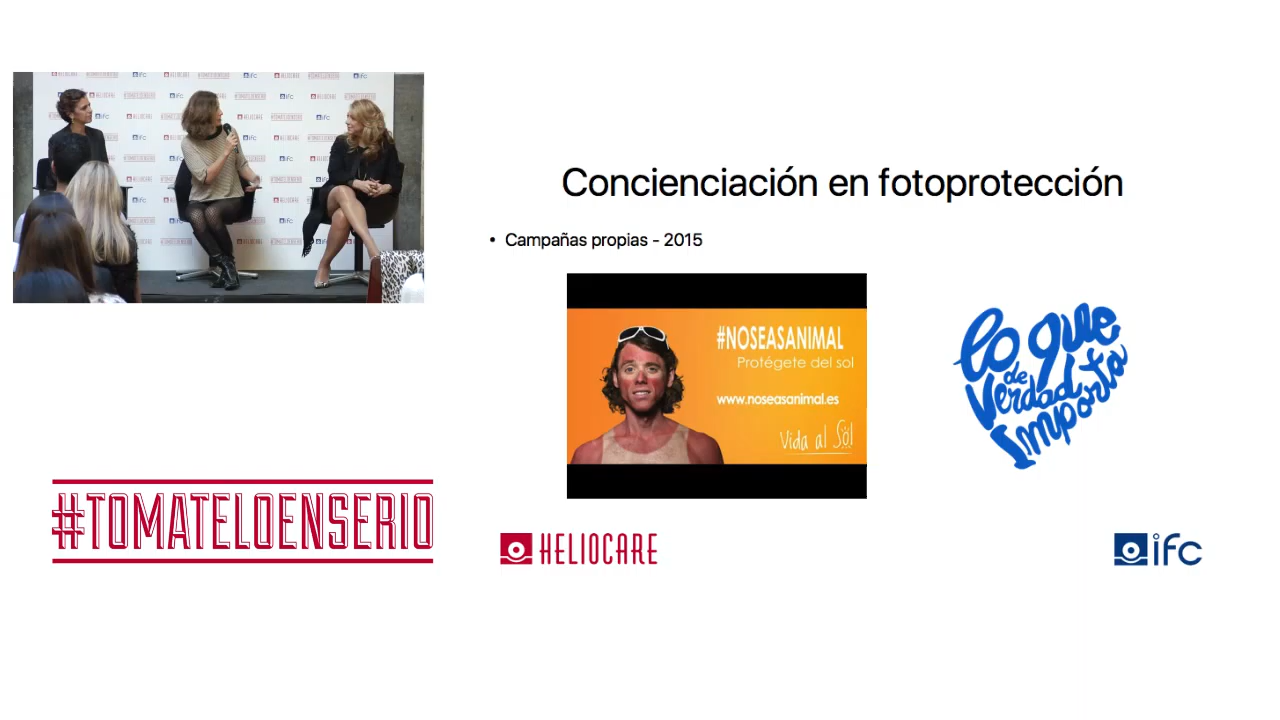 Concienciación en fotoprotección
• Campañas propias - 2015
#NOSEASANIMAL
Protégete del sol
www.noseasanimal.es
Vida al Sol
lo que
de
Verdad
Importa
#TOMATELOENSERIO
HELIOCARE
ifc